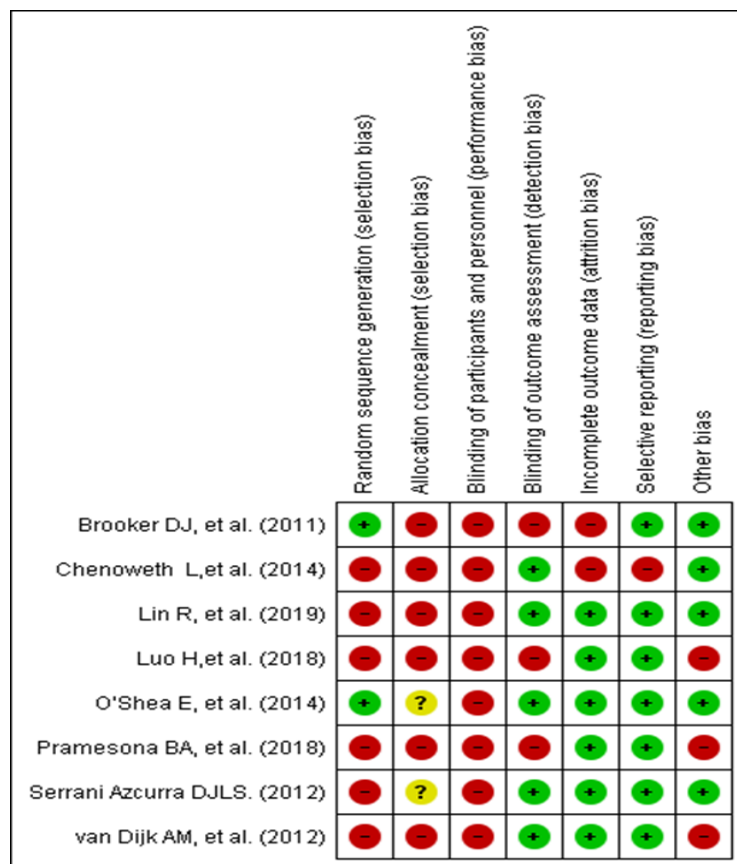 Random sequence generation (selection bias)
Allocation concealment (selection bias)
Blinding of participants and personnel (performance bias)
Blinding of outcome assessment (detection bias)
Incomplete outcome data (attrition bias)
Selective reporting (reporting bias)
Other bias
Brooker DJ, et al. (2011) + - - - - + +
Chenoweth L,et al. (2014) - - - + - - +
Lin R, et al. (2019) - - - + + + +
Luo H,et al. (2018) - - - - + + -
O'Shea E, et al. (2014) + ? - + + + +
Pramesona BA, et al. (2018) - - - - + + -
Serrani Azcurra DJLS. (2012) - ? - + + + +
van Dijk AM, et al. (2012) - - - + + + -